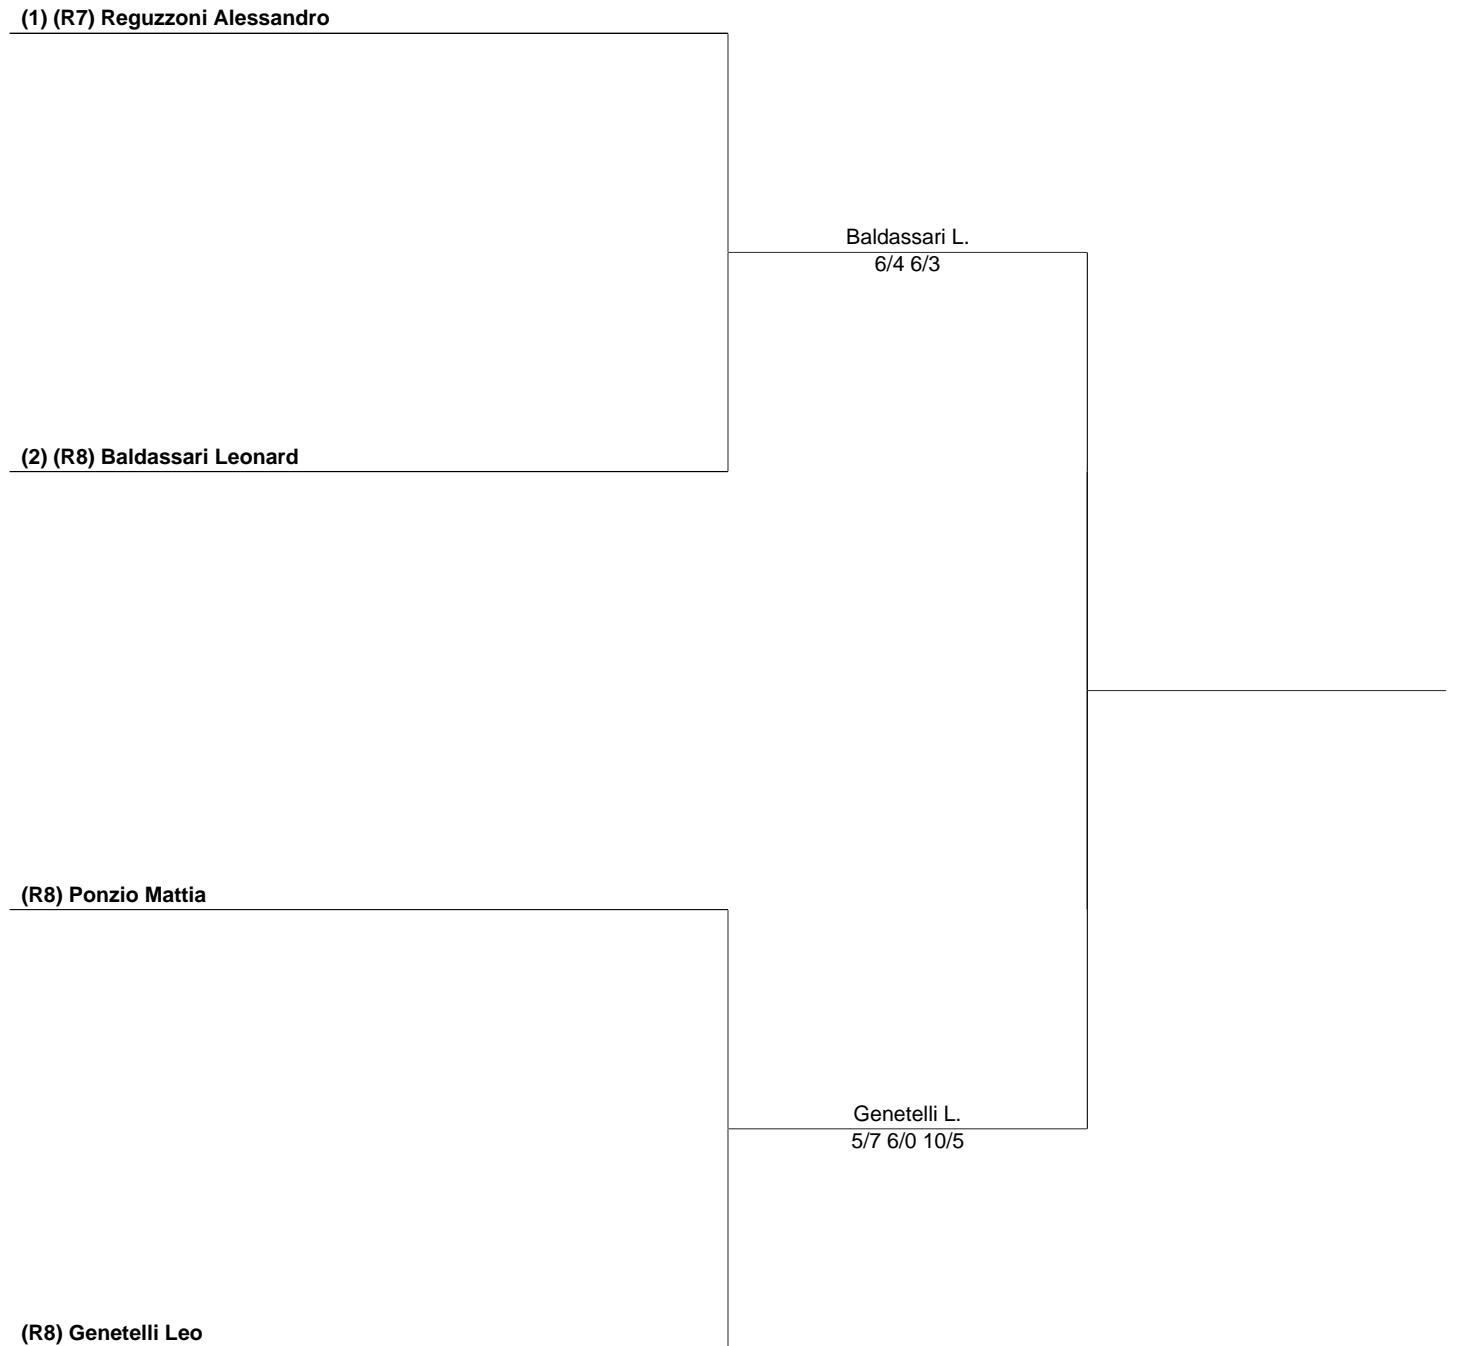 (1) (R7) Reguzzoni Alessandro
Baldassari L.
6/4 6/3
(2) (R8) Baldassari Leonard
(R8) Ponzio Mattia
Genetelli L.
5/7 6/0 10/5
(R8) Genetelli Leo